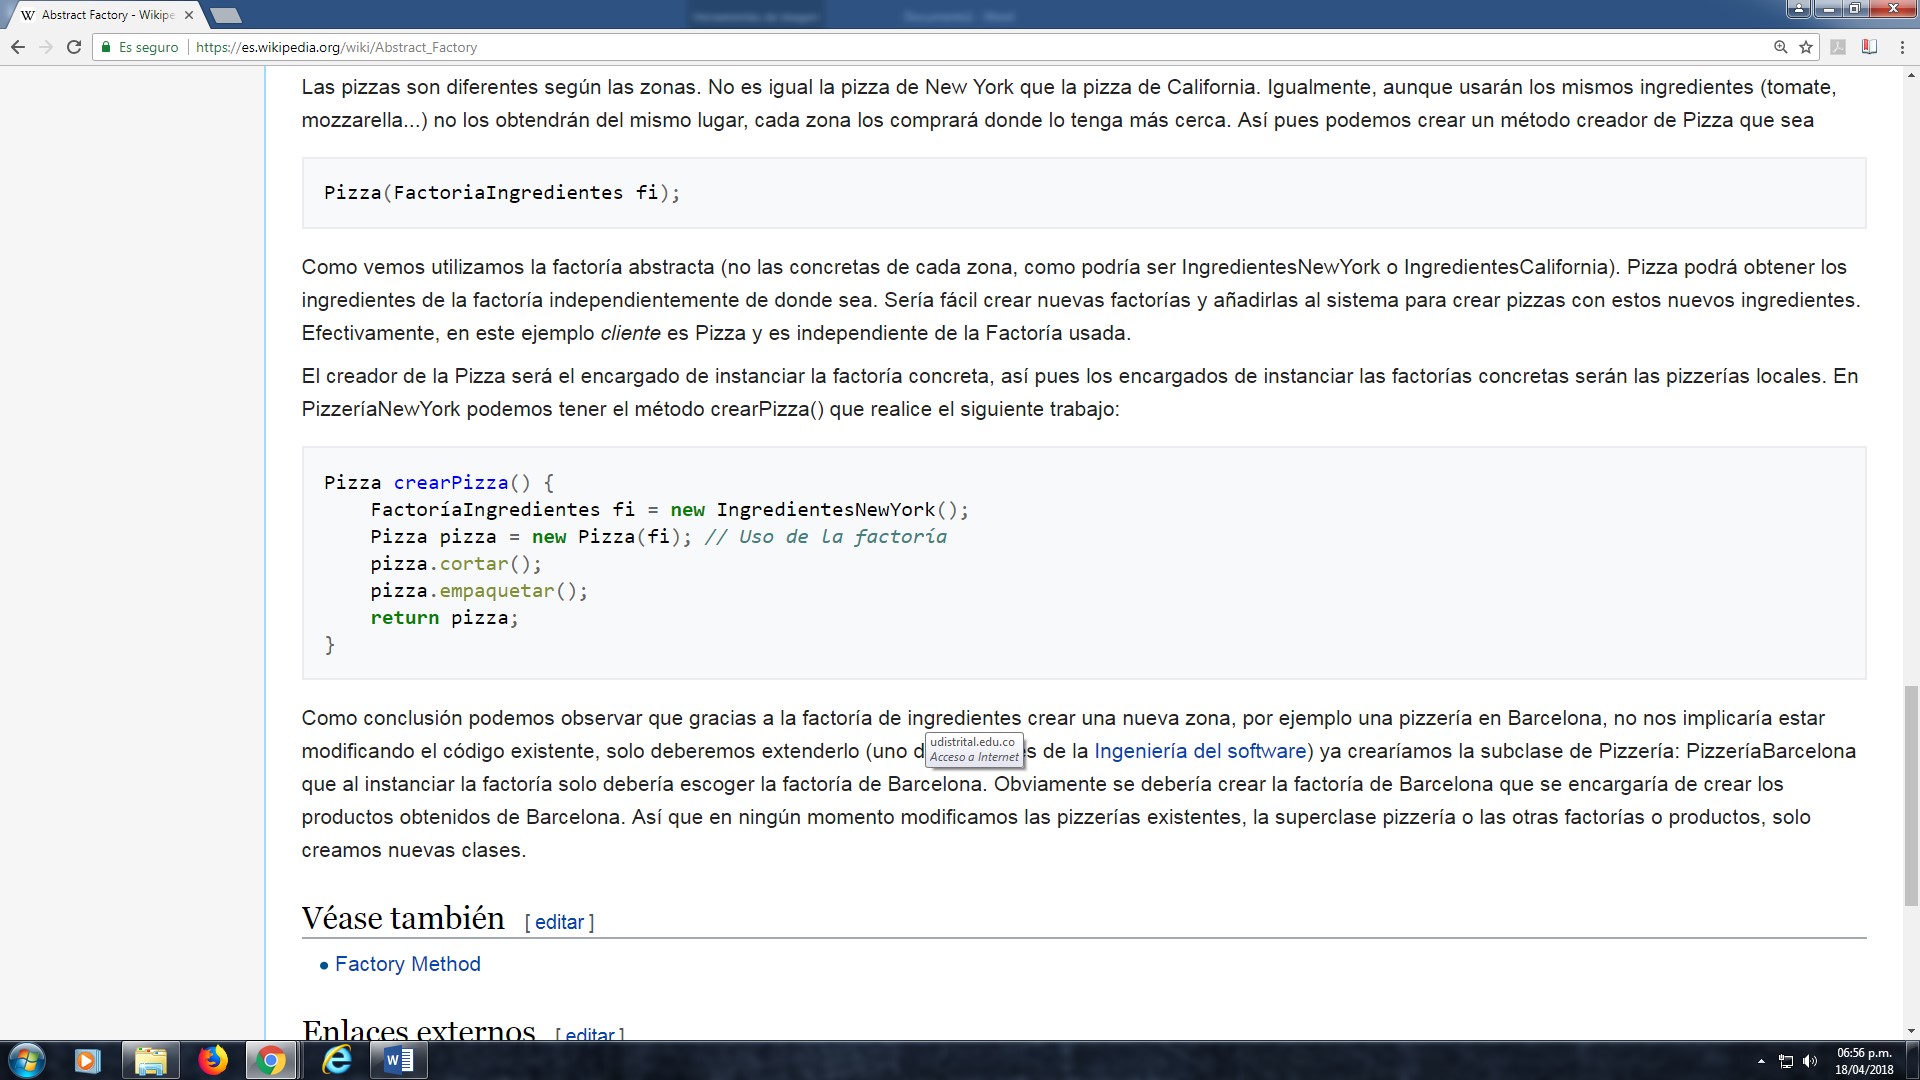 Abstract Factory - Wikipe
Es seguro
https://es.wikipedia.org/wiki/Abstract_Factory
Las pizzas son diferentes según las zonas. No es igual la pizza de New York que la pizza de California. Igualmente, aunque usarán los mismos ingredientes (tomate,
mozzarella...) no los obtendrán del mismo lugar, cada zona los comprará donde lo tenga más cerca. Así pues podemos crear un método creador de Pizza que sea
Pizza(FactoriaIngredientes fi);
Como vemos utilizamos la factoría abstracta (no las concretas de cada zona, como podría ser IngredientesNewYork o IngredientesCalifornia). Pizza podrá obtener los
ingredientes de la factoría independientemente de donde sea. Sería fácil crear nuevas factorías y añadirlas al sistema para crear pizzas con estos nuevos ingredientes.
Efectivamente, en este ejemplo cliente es Pizza y es independiente de la Factoría usada.
El creador de la Pizza será el encargado de instanciar la factoría concreta, así pues los encargados de instanciar las factorías concretas serán las pizzerías locales. En
PizzeríaNewYork podemos tener el método crearPizza() que realice el siguiente trabajo:
Pizza crearPizza() {
FactoríaIngredientes fi = new IngredientesNewYork();
Pizza pizza = new Pizza(fi); // Uso de la factoría
pizza.cortar();
pizza.empaquetar();
return pizza;
}
Como conclusión podemos observar que gracias a la factoría de ingredientes crear una nueva zona, por ejemplo una pizzería en Barcelona, no nos implicaría estar
modificando el código existente, solo deberemos extenderlo (uno de la Ingeniería del software) ya crearíamos la subclase de Pizzería: PizzeríaBarcelona
udistrital.edu.co
Acceso a Internet
que al instanciar la factoría solo debería escoger la factoría de Barcelona. Obviamente se debería crear la factoría de Barcelona que se encargaría de crear los
productos obtenidos de Barcelona. Así que en ningún momento modificamos las pizzerías existentes, la superclase pizzería o las otras factorías o productos, solo
creamos nuevas clases.
Véase también [ editar ]
Factory Method
Enlaces externos [ editar ]
06:56 p.m.
18/04/2018